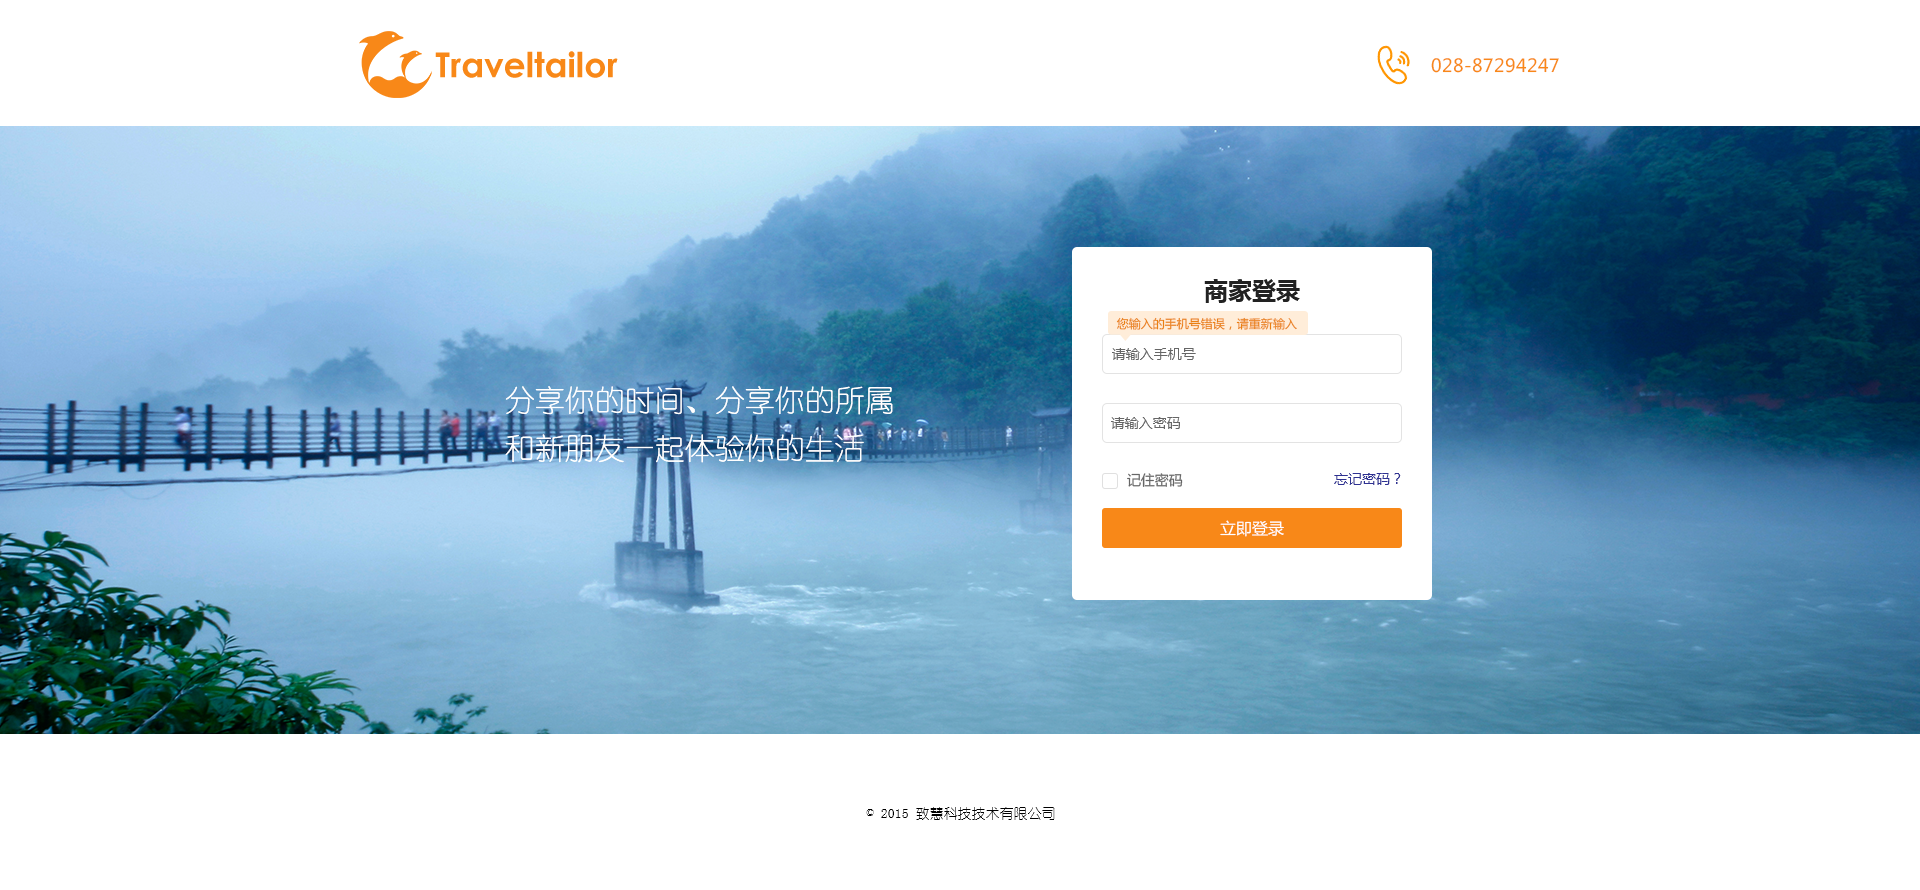 Traveltailor
028-87294247
分享你的时间、分享你的所属
和新朋友一起体验你的生活
商家登录
您输入的手机号错误，请重新输入
请输入手机号
请输入密码
记住密码
忘记密码？
立即登录
© 2015 致慧科技技术有限公司